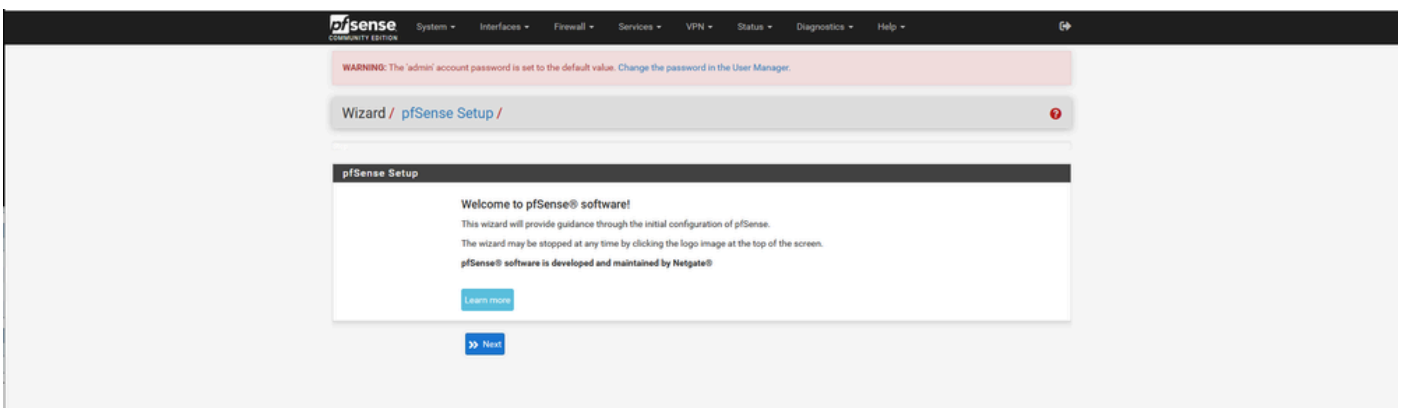 pfsense System Interfaces Firewall Services VPN Status Diagnostics Help
COMMUNITY EDITION
WARNING: The 'admin' account password is set to the default value. Change the password in the User Manager.
Wizard / pfSense Setup /
pfSense Setup
Welcome to pfSense® software!
This wizard will provide guidance through the initial configuration of pfSense.
The wizard may be stopped at any time by clicking the logo image at the top of the screen.
pfSense® software is developed and maintained by Netgate®
Learn more
Next